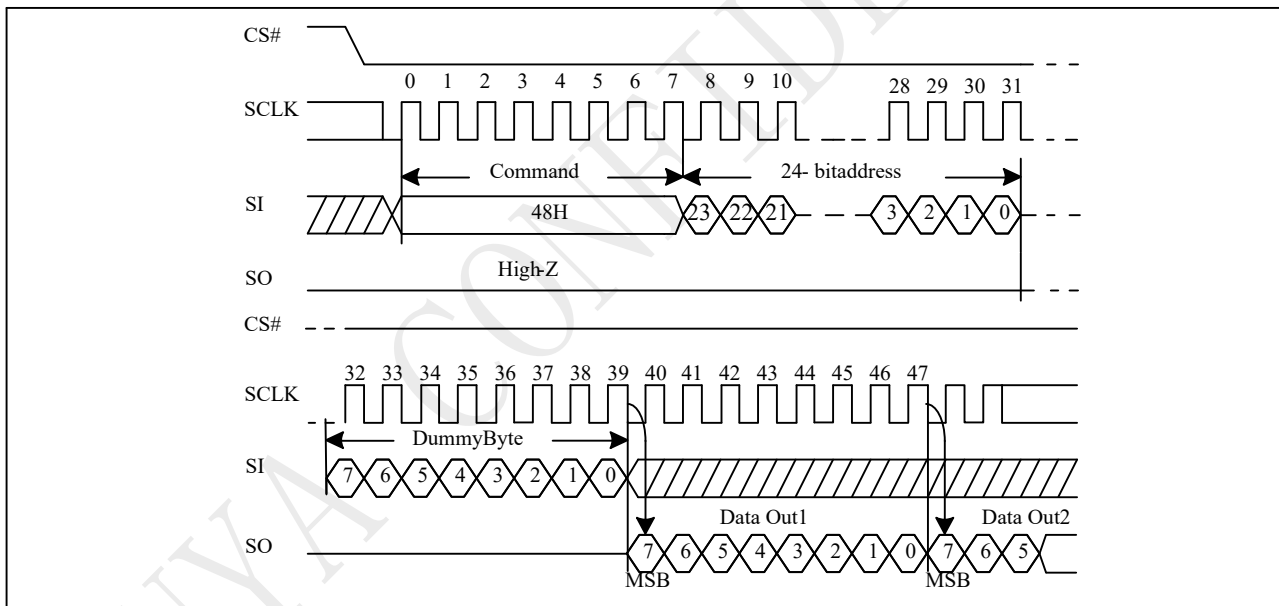 CS#
0 1 2 3 4 5 6 7 8 9 10 28 29 30 31
SCLK
Command 24- bitaddress
SI
48H 23 22 21 3 2 1 0
High-Z
SO
CS#
32 33 34 35 36 37 38 39 40 41 42 43 44 45 46 47
SCLK
DummyByte
SI
7 6 5 4 3 2 1 0
Data Out1 Data Out2
SO
7 6 5 4 3 2 1 0 7 6 5
MSB MSB